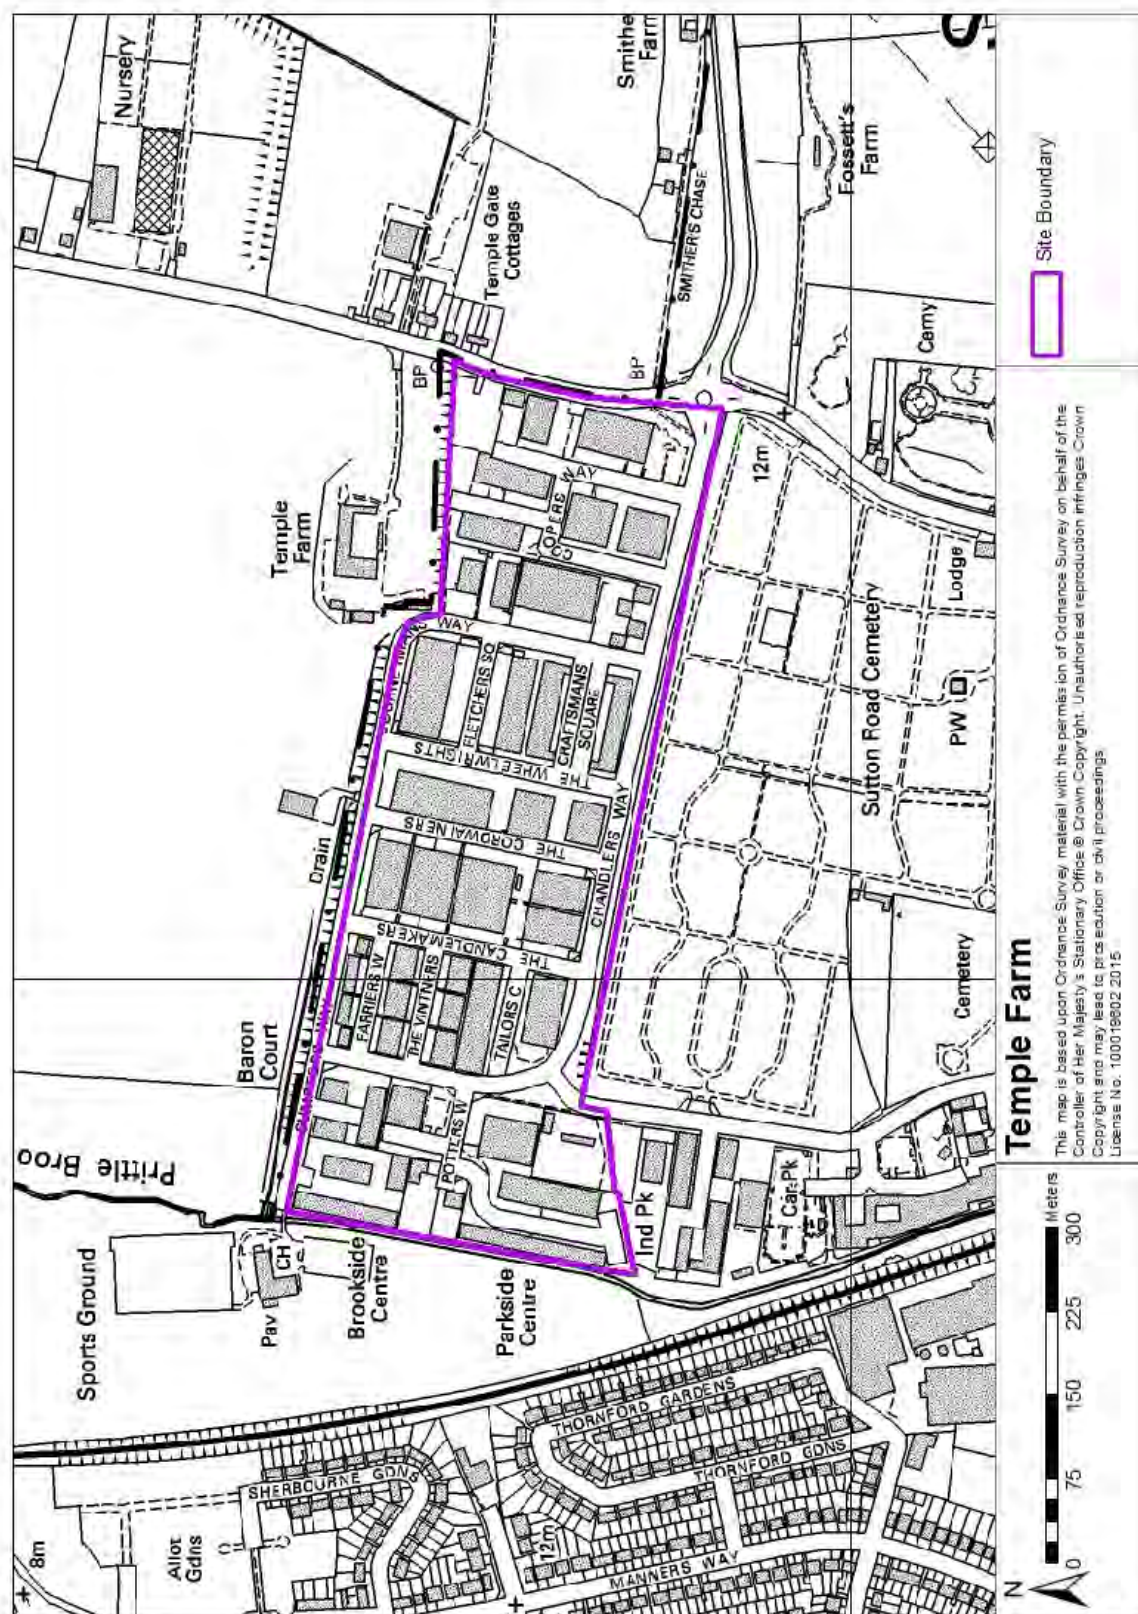 8m
Sports Ground
Prittle Broo
Nursery
Allot
Gdns
Pav
CH
Baron
Court
Drain
Temple
Farm
SHERBOURNE GDNS
Brookside
Centre
FARRIERS W
THE VINTNERS
TAILORS C
THE CANDLEMAKERS
THE CORDWAINERS
THE WHEELWRIGHTS
FLETCHERS SQ
CRAFTSMANS
SQUARE
WAY
COOPERS WAY
BP
Temple Gate
Cottages
POTTERS W
Parkside
Centre
12m
THORNFORD GARDENS
MANNERS WAY
THORNFORD GDNS
Ind Pk
CHANDLERS WAY
BP
SMITHER'S CHASE
Smithe
Farm
Car Pk
12m
Fossett's
Farm
Sutton Road Cemetery
Cemy
Cemetery
PW
Lodge
N
0 75 150 225 300
Meters
Temple Farm
This map is based upon Ordnance Survey material with the permission of Ordnance Survey on behalf of the
Controller of Her Majesty's Stationary Office © Crown Copyright. Unauthorised reproduction infringes Crown
Copyright and may lead to prosecution or civil proceedings
License No. 100019602 2015
Site Boundary